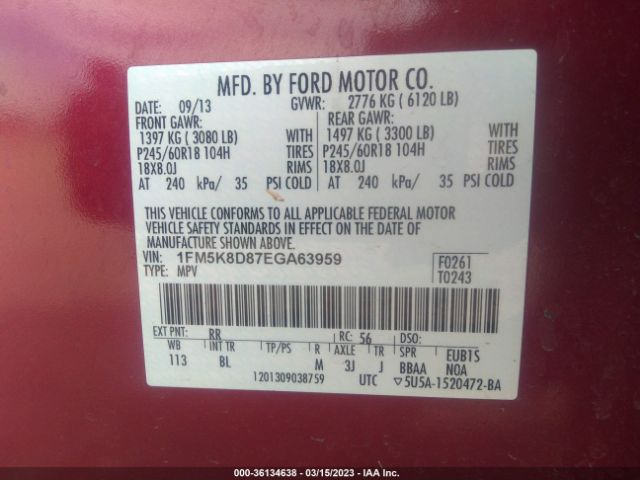 MFD. BY FORD MOTOR CO.
DATE: 09/13 GVWR: 2776 KG ( 6120 LB)
FRONT GAWR: REAR GAWR:
1397 KG ( 3080 LB) WITH 1497 KG ( 3300 LB) WITH
P245/60R18 104H TIRES P245/60R18 104H TIRES
18X8.0J RIMS 18X8.0J RIMS
AT 240 kPa/ 35 PSI COLD AT 240 kPa/ 35 PSI COLD
THIS VEHICLE CONFORMS TO ALL APPLICABLE FEDERAL MOTOR
VEHICLE SAFETY STANDARDS IN EFFECT ON THE DATE OF
MANUFACTURE SHOWN ABOVE.
VIN: 1FM5K8D87EGA63959 F0261
TYPE: MPV T0243
EXT PNT: RR RC: 56 DSO:
WB INT TR TP/PS R AXLE TR SPR EUB1S
113 BL M 3J J BBAA NOA
1201309038759 UTC ▽5U5A-1520472-BA
000-36134638 - 03/15/2023 - IAA Inc.